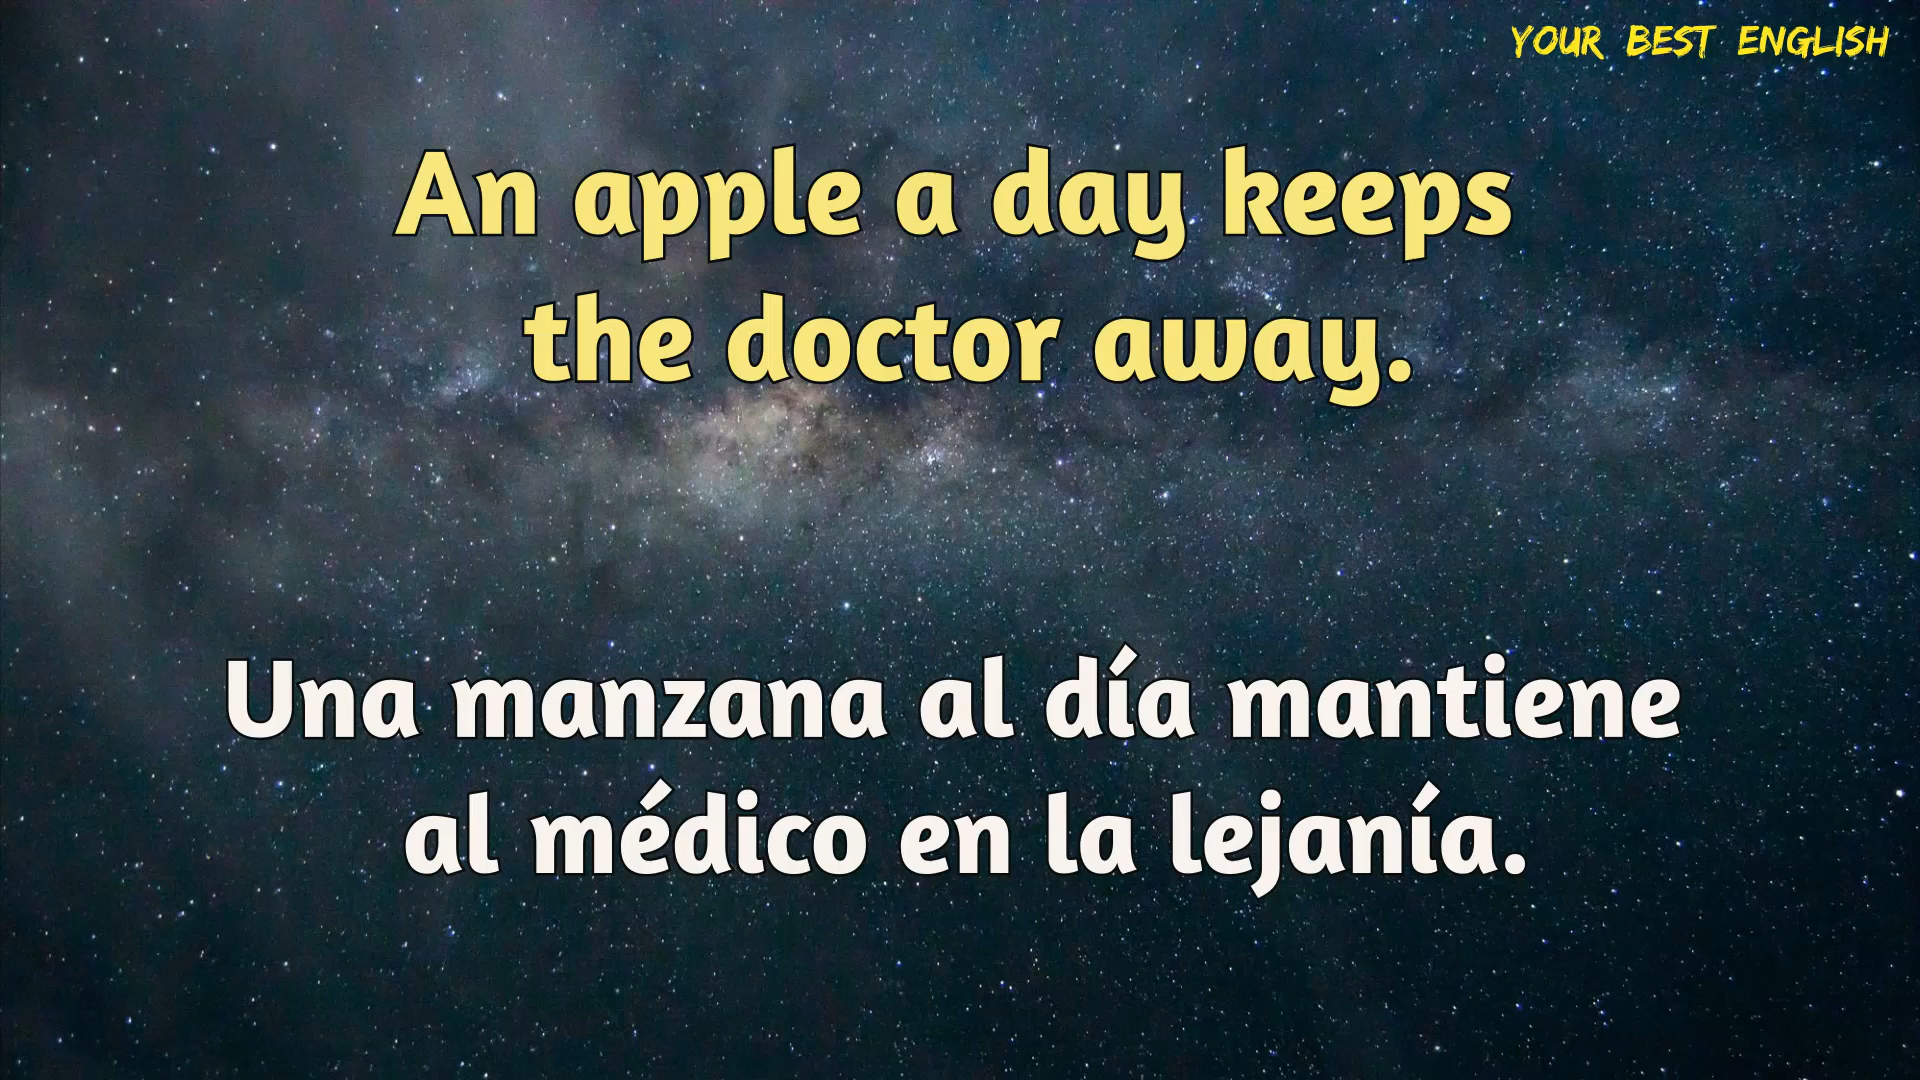 YOUR BEST ENGLISH
An apple a day keeps
the doctor away.
Una manzana al día mantiene
al médico en la lejanía.